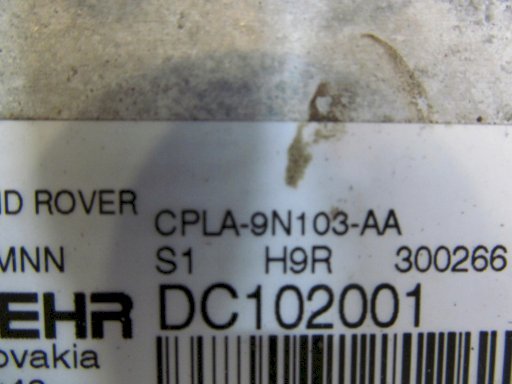 ND ROVER
CPLA-9N103-AA
MNN S1 H9R 300266
EHR DC102001
ovakia